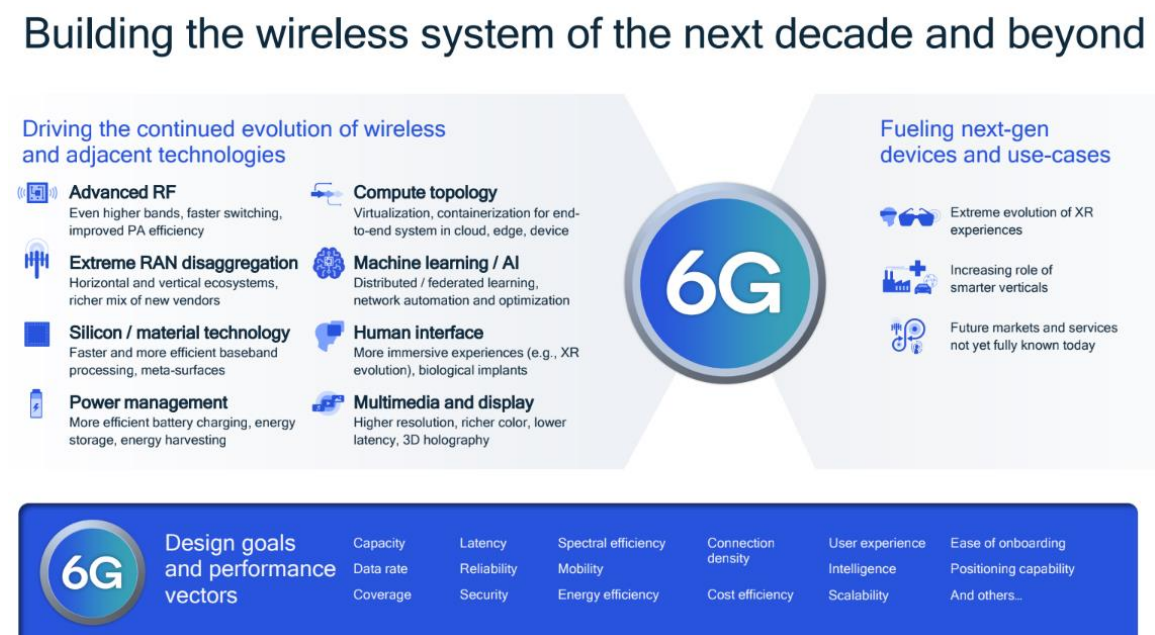 Building the wireless system of the next decade and beyond
Driving the continued evolution of wireless
and adjacent technologies
Advanced RF
Even higher bands, faster switching,
improved PA efficiency
Extreme RAN disaggregation
Horizontal and vertical ecosystems,
richer mix of new vendors
Silicon / material technology
Faster and more efficient baseband
processing, meta-surfaces
Power management
More efficient battery charging, energy
storage, energy harvesting
Compute topology
Virtualization, containerization for end-
to-end system in cloud, edge, device
Machine learning / AI
Distributed / federated learning,
network automation and optimization
Human interface
More immersive experiences (e.g., XR
evolution), biological implants
Multimedia and display
Higher resolution, richer color, lower
latency, 3D holography
6G
Fueling next-gen
devices and use-cases
Extreme evolution of XR
experiences
Increasing role of
smarter verticals
Future markets and services
not yet fully known today
6G
Design goals
and performance
vectors
Capacity
Data rate
Coverage
Latency
Reliability
Security
Spectral efficiency
Mobility
Energy efficiency
Connection
density
Cost efficiency
User experience
Intelligence
Scalability
Ease of onboarding
Positioning capability
And others...